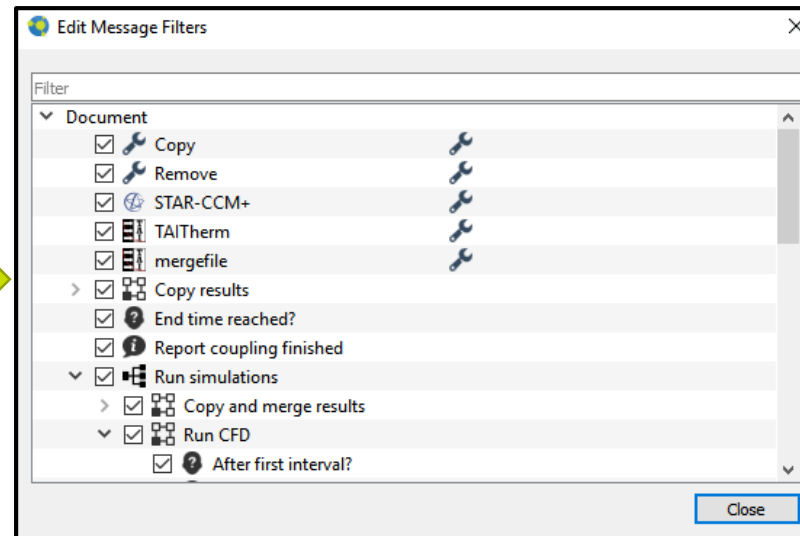 Edit Message Filters
Filter
Document
Copy
Remove
STAR-CCM+
TAITherm
mergefile
Copy results
End time reached?
Report coupling finished
Run simulations
Copy and merge results
Run CFD
After first interval?
Close